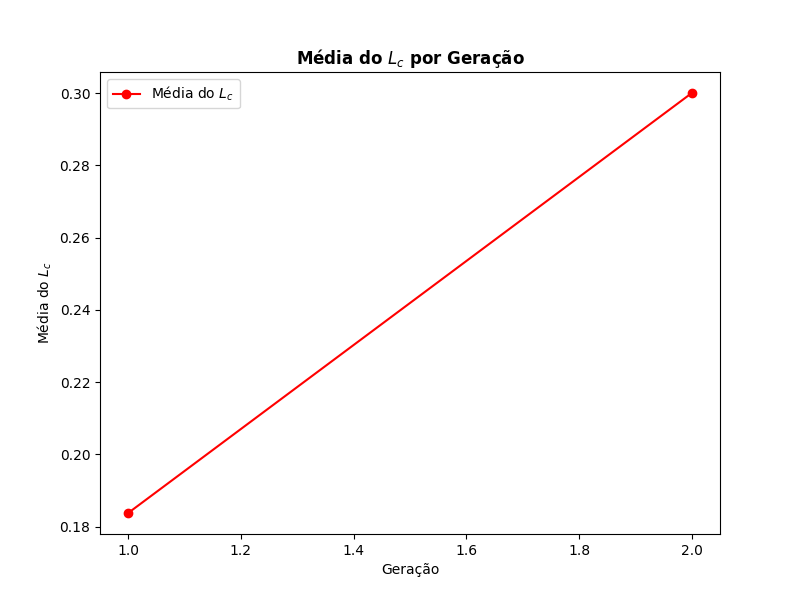 Média do $L_c$ por Geração
Média do $L_c$
0.30
0.28
0.26
0.24
0.22
0.20
0.18
Média do $L_c$
1.0 1.2 1.4 1.6 1.8 2.0
Geração